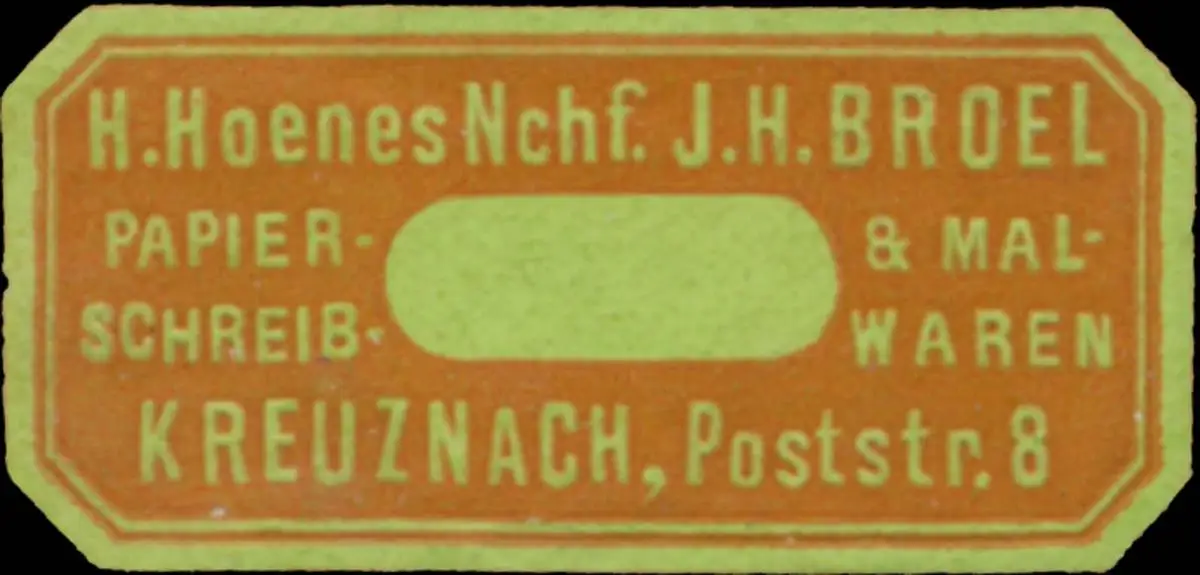 H. Hoenes Nchf. J.H. BROEL
PAPIER- & MAL-
SCHREIB- WAREN
KREUZNACH, Poststr. 8